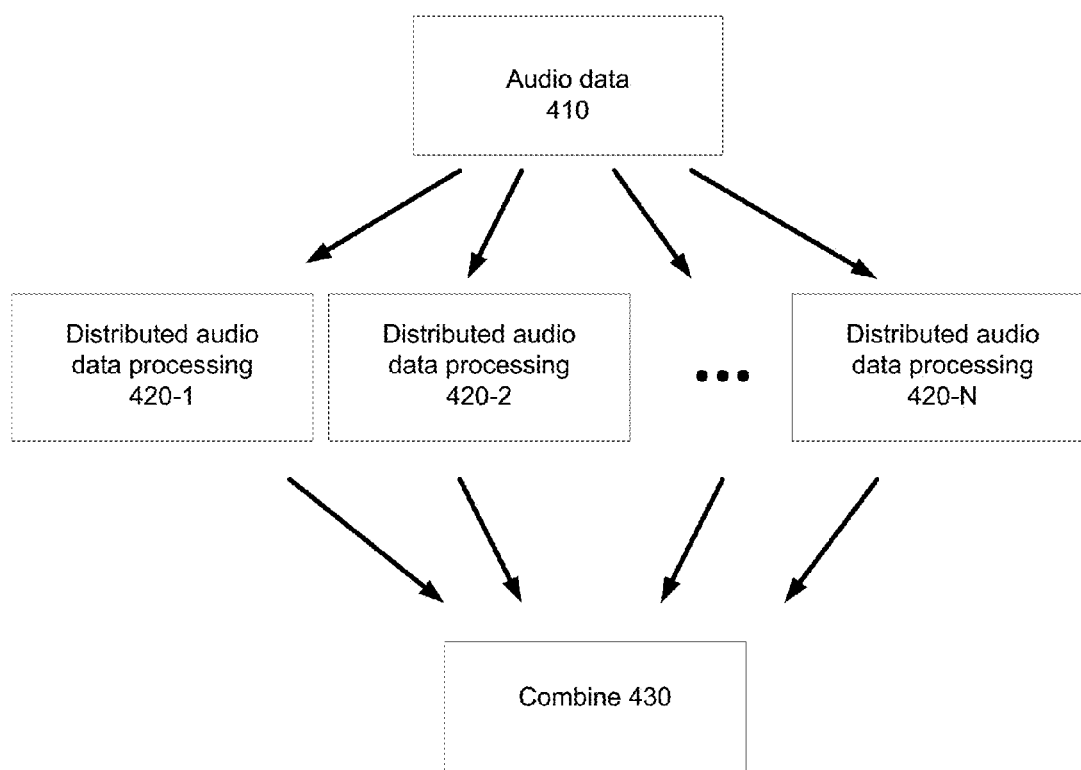 Audio data
410
Distributed audio
data processing
420-1
Distributed audio
data processing
420-2
...
Distributed audio
data processing
420-N
Combine 430